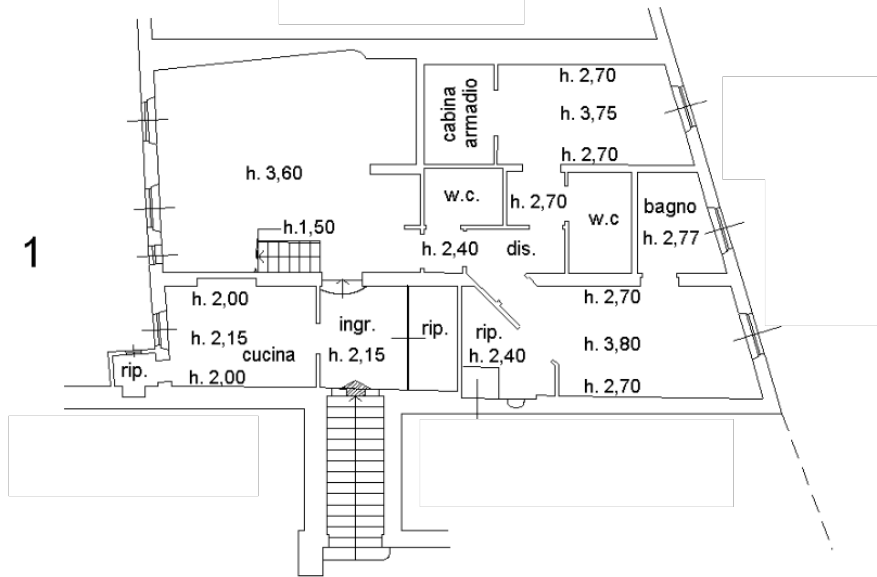 h. 2,70
cabina
armadio
h. 3,75
h. 2,70
h. 3,60
w.c.
h. 2,70
w.c
bagno
h. 2,77
h.1,50
1
h. 2,40
dis.
h. 2,00
h. 2,70
ingr.
rip.
rip.
h. 2,15
cucina
h. 2,15
h. 2,40
h. 3,80
rip.
h. 2,00
h. 2,70